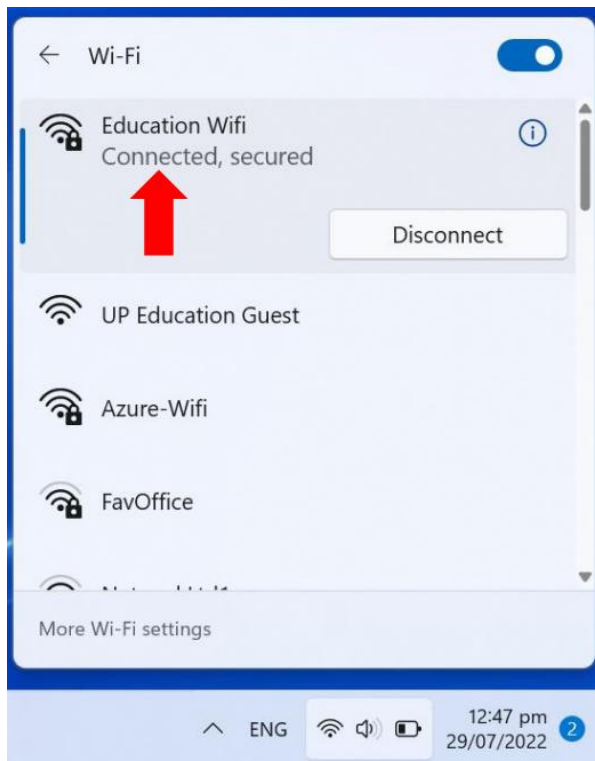 Wi-Fi
Education Wifi
Connected, secured
Disconnect
UP Education Guest
Azure-Wifi
FavOffice
More Wi-Fi settings
ENG
12:47 pm
29/07/2022
2